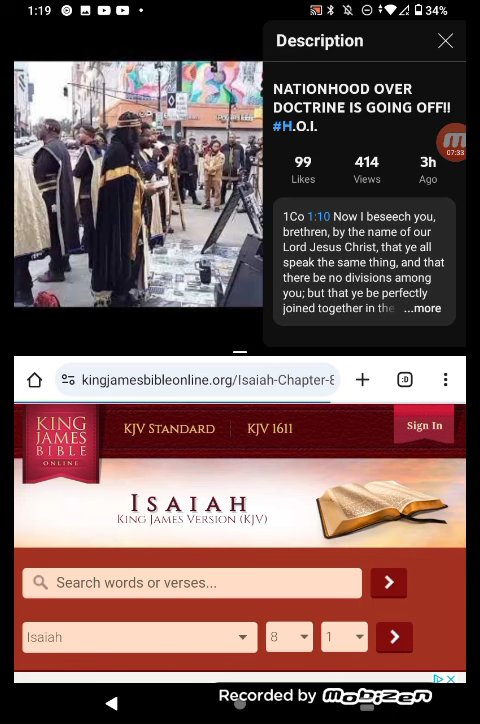 1:19
34%
Description
NATIONHOOD OVER
DOCTRINE IS GOING OFF!!
#H.O.I.
07:33
99
414
3h
Likes
Views
Ago
1Co 1:10 Now I beseech you,
brethren, by the name of our
Lord Jesus Christ, that ye all
speak the same thing, and that
there be no divisions among
you; but that ye be perfectly
joined together in the ...more
kingjamesbibleonline.org/Isaiah-Chapter-8
:D
KING
JAMES
BIBLE
ONLINE
KJV STANDARD
KJV 1611
Sign In
ISAIAH
KING JAMES VERSION (KJV)
Search words or verses...
Isaiah
8
1
Recorded by Mobizen